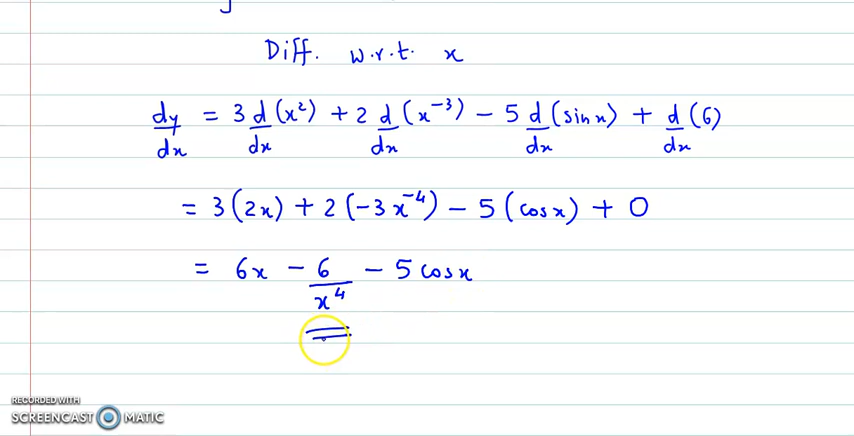 Diff. w.r.t. x
dy/dx = 3 d/dx (x²) + 2 d/dx (x⁻³) – 5 d/dx (sin x) + d/dx (6)
= 3(2x) + 2(-3x⁻⁴) – 5(cos x) + 0
= 6x – 6/x⁴ – 5 cos x
RECORDED WITH
SCREENCAST MATIC